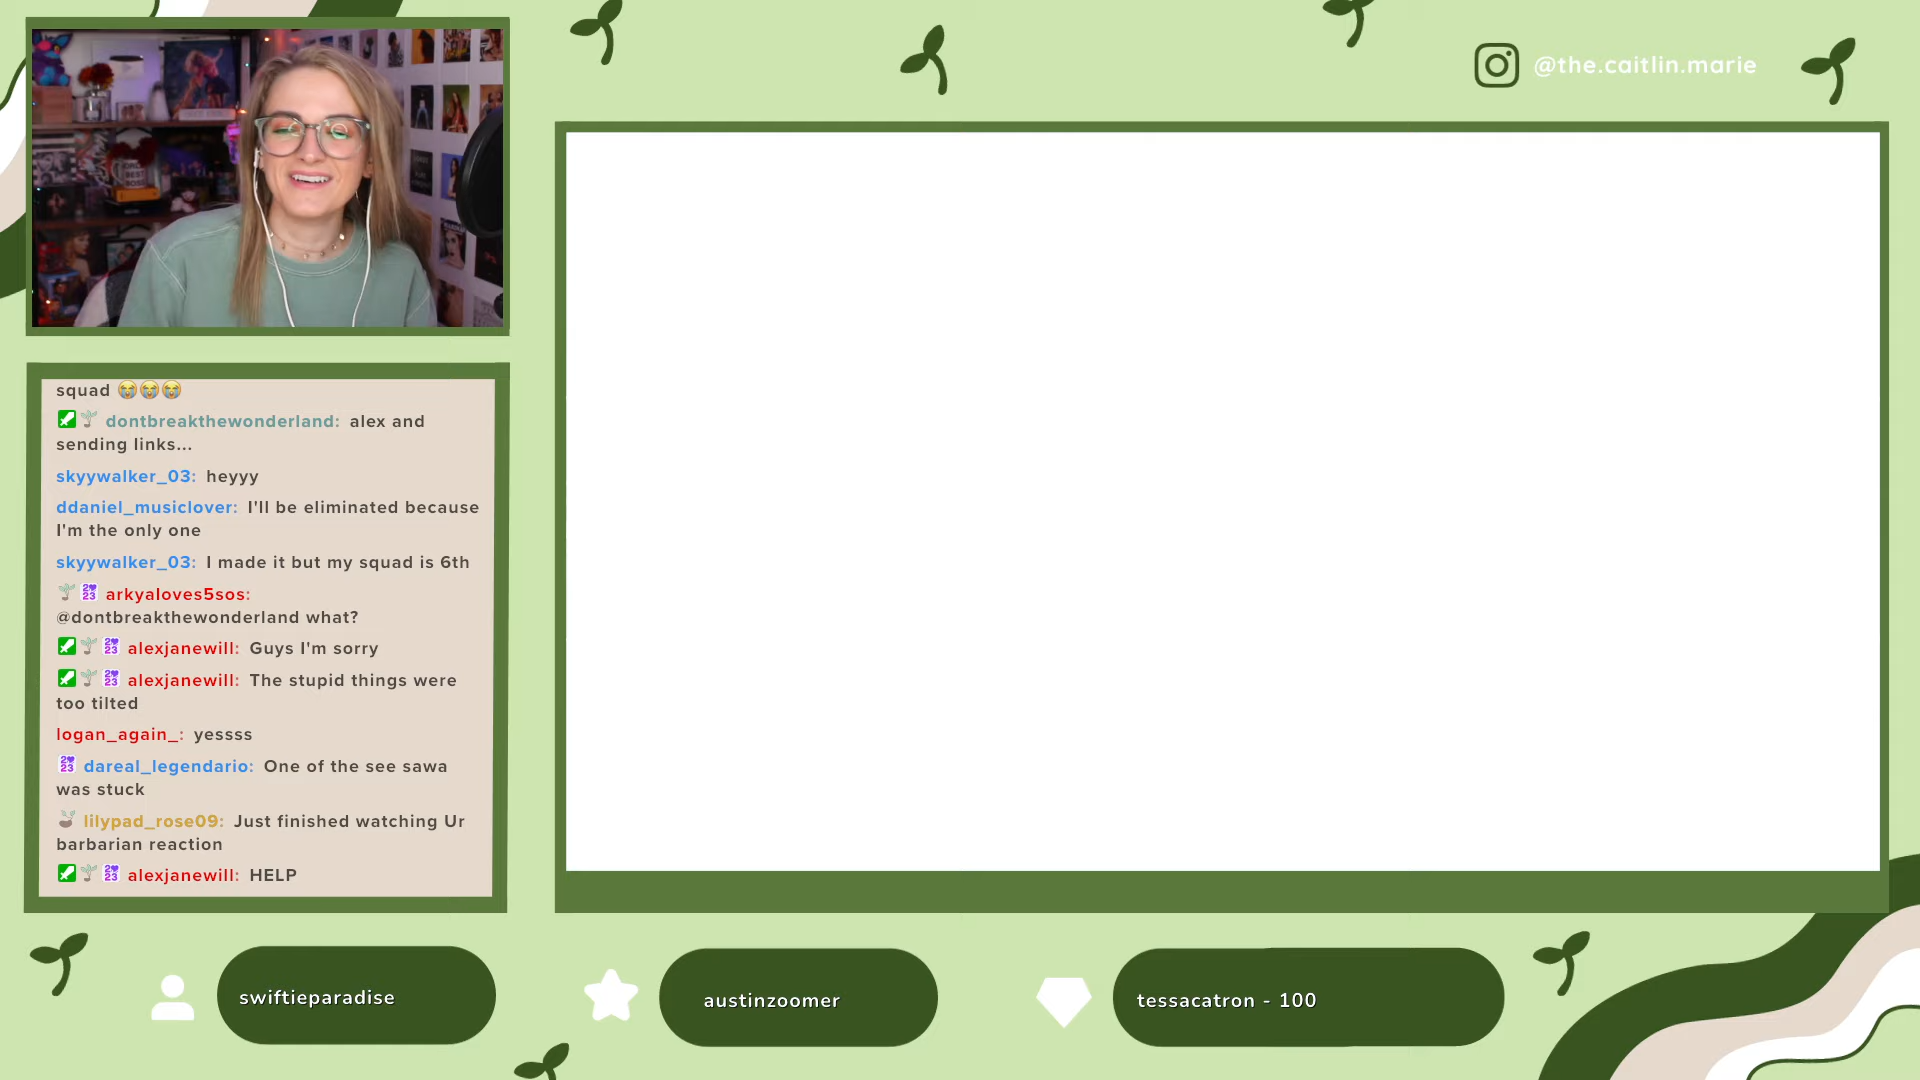 @the.caitlin.marie
squad 😭😭😭
dontbreakthewonderland: alex and
sending links...
skyywalker_03: heyyy
ddaniel_musiclover: I'll be eliminated because
I'm the only one
skyywalker_03: I made it but my squad is 6th
arkyaloves5sos:
@dontbreakthewonderland what?
alexjanewill: Guys I'm sorry
alexjanewill: The stupid things were
too tilted
logan_again_: yessss
dareal_legendario: One of the see sawa
was stuck
lilypad_rose09: Just finished watching Ur
barbarian reaction
alexjanewill: HELP
swiftieparadise
austinzoomer
tessacatron - 100